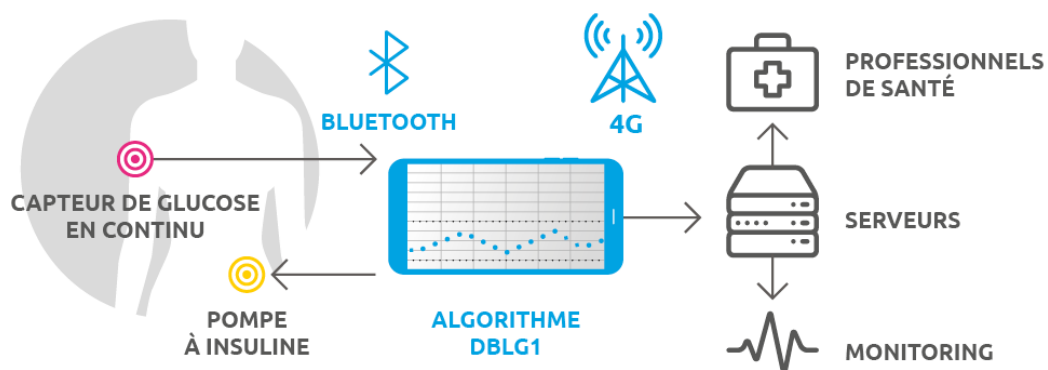 BLUETOOTH
4G
PROFESSIONNELS
DE SANTÉ
CAPTEUR DE GLUCOSE
EN CONTINU
SERVEURS
POMPE
À INSULINE
ALGORITHME
DBLG1
MONITORING